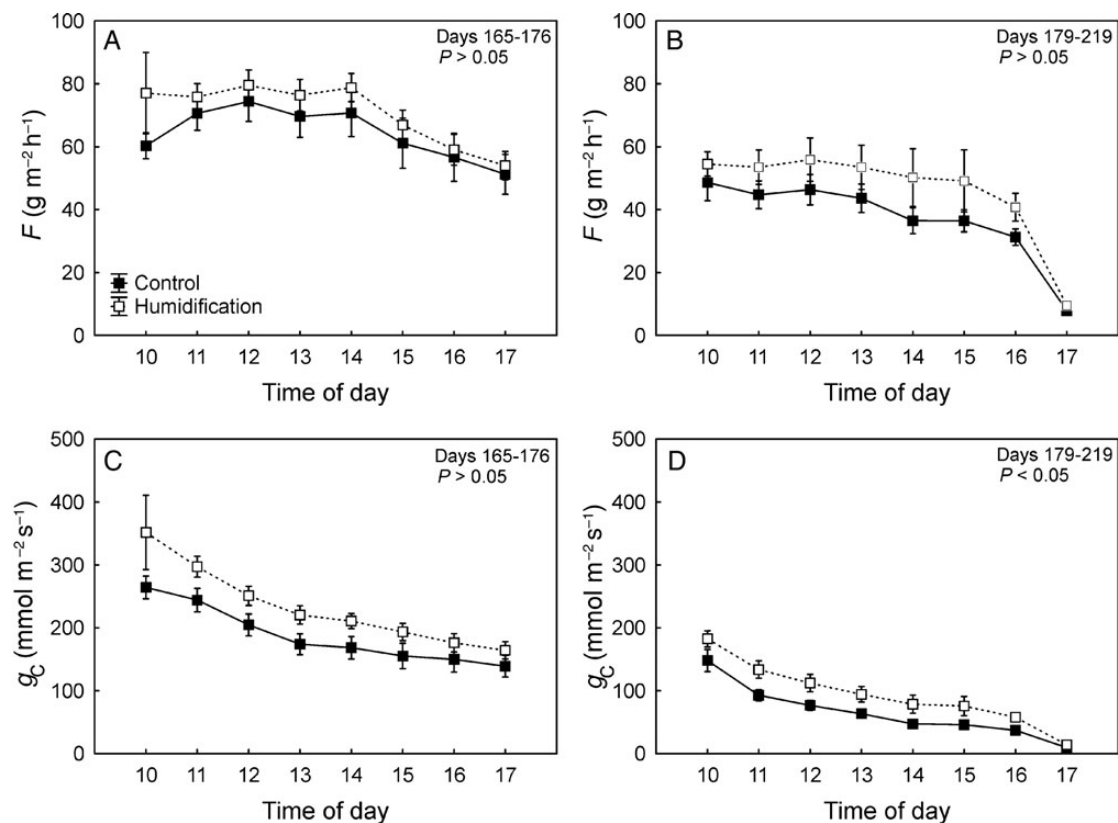 A
Days 165-176
P > 0.05
100
80
60
40
20
0
F (g m⁻² h⁻¹)
Control
Humidification
10 11 12 13 14 15 16 17
Time of day
B
Days 179-219
P > 0.05
100
80
60
40
20
0
F (g m⁻² h⁻¹)
10 11 12 13 14 15 16 17
Time of day
C
Days 165-176
P > 0.05
500
400
300
200
100
0
gC (mmol m⁻² s⁻¹)
10 11 12 13 14 15 16 17
Time of day
D
Days 179-219
P < 0.05
500
400
300
200
100
0
gC (mmol m⁻² s⁻¹)
10 11 12 13 14 15 16 17
Time of day